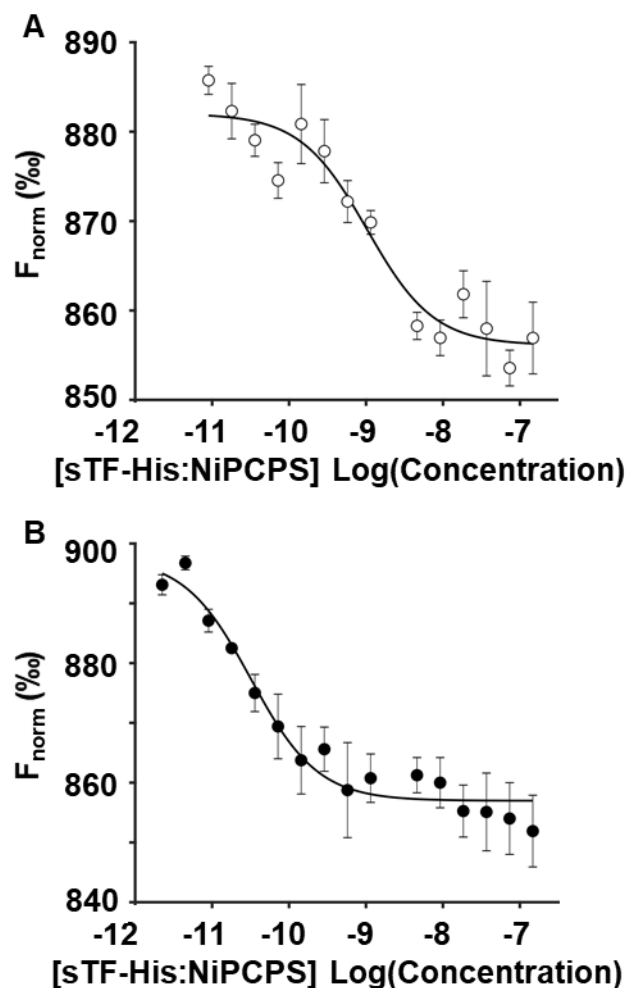 A
890
880
870
860
850
Fnorm (‰)
-12 -11 -10 -9 -8 -7
[sTF-His:NiPCPS] Log(Concentration)
B
900
880
860
840
Fnorm (‰)
-12 -11 -10 -9 -8 -7
[sTF-His:NiPCPS] Log(Concentration)